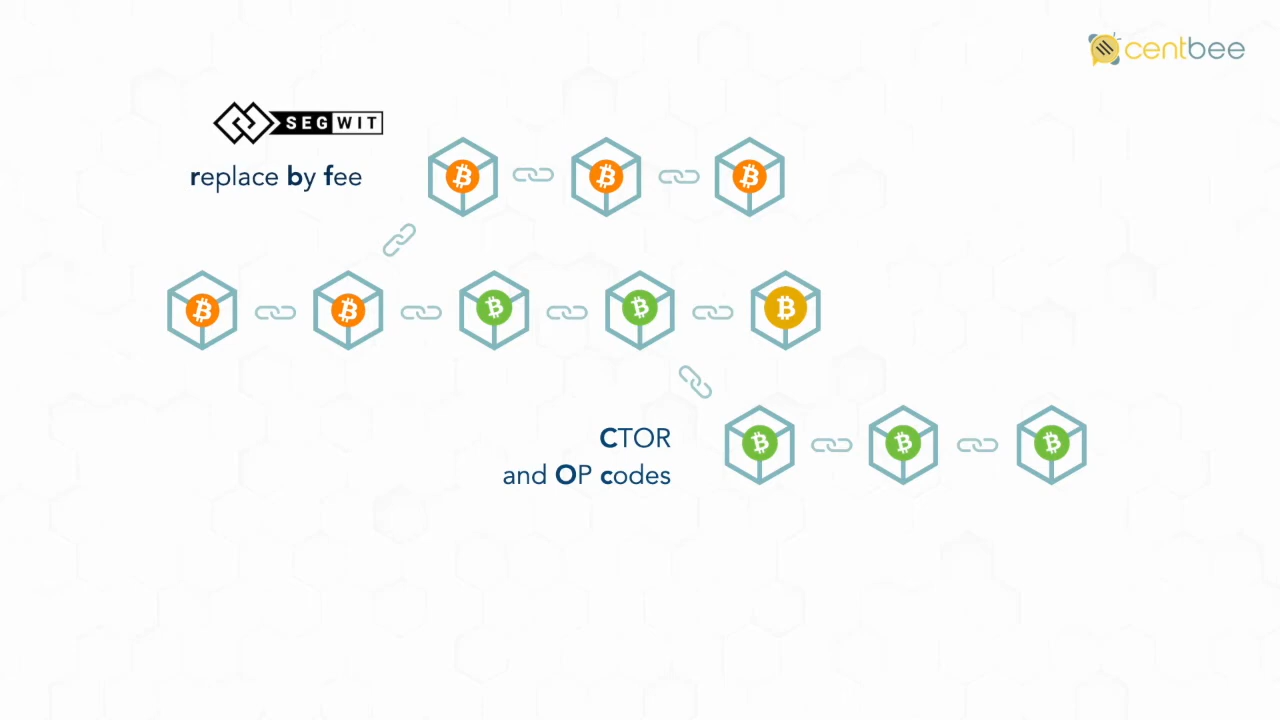 centbee
SEGWIT
replace by fee
CTOR
and OP codes